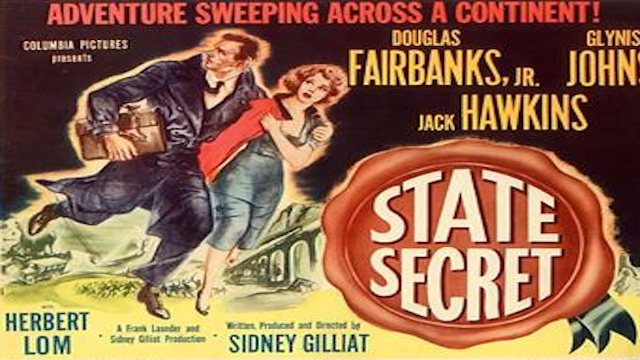 ADVENTURE SWEEPING ACROSS A CONTINENT!
COLUMBIA PICTURES
presents
DOUGLAS
FAIRBANKS, JR.
GLYNIS
JOHN
JACK HAWKINS
STATE
SECRET
WITH
HERBERT
LOM
A Frank Launder and
Sidney Gilliat Production
Written, Produced and Directed by
SIDNEY GILLIAT